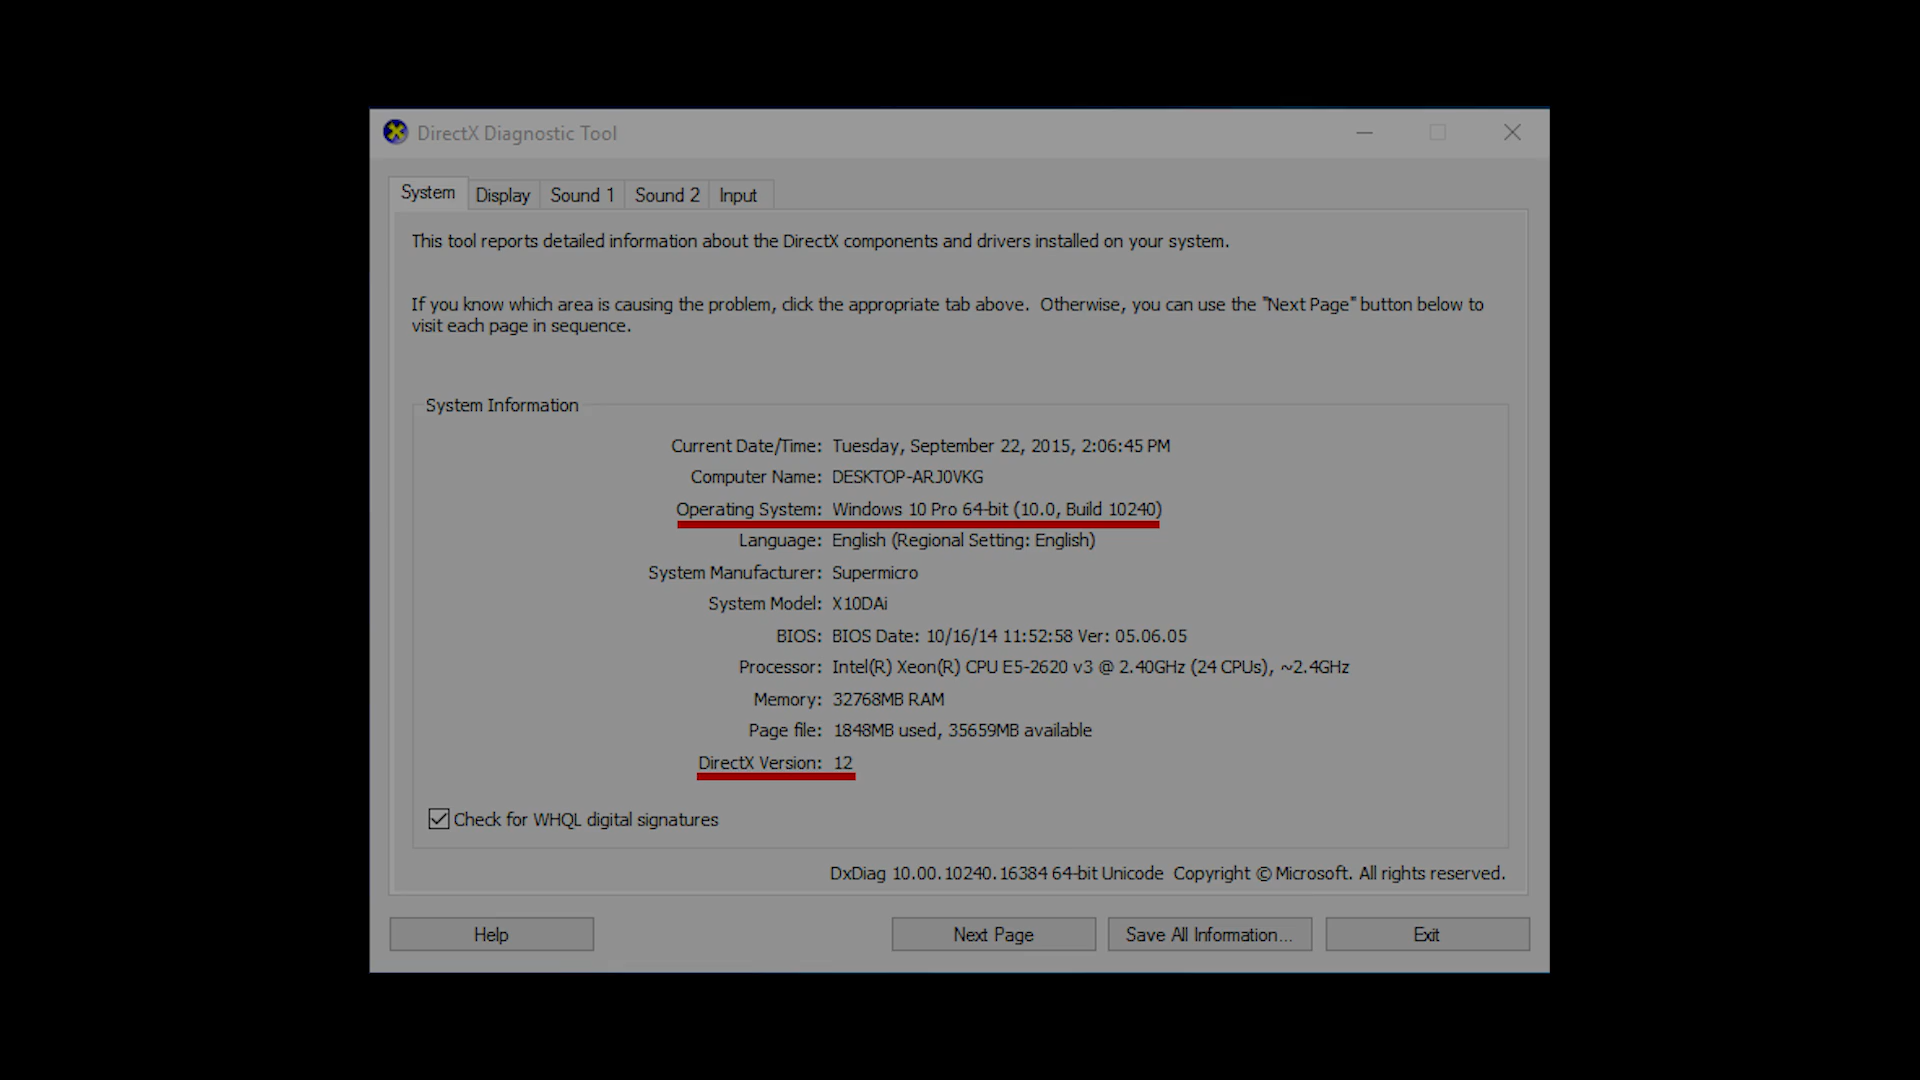 DirectX Diagnostic Tool
System Display Sound 1 Sound 2 Input
This tool reports detailed information about the DirectX components and drivers installed on your system.
If you know which area is causing the problem, click the appropriate tab above.  Otherwise, you can use the "Next Page" button below to
visit each page in sequence.
System Information
Current Date/Time: Tuesday, September 22, 2015, 2:06:45 PM
Computer Name: DESKTOP-ARJ0VKG
Operating System: Windows 10 Pro 64-bit (10.0, Build 10240)
Language: English (Regional Setting: English)
System Manufacturer: Supermicro
System Model: X10DAi
BIOS: BIOS Date: 10/16/14 11:52:58 Ver: 05.06.05
Processor: Intel(R) Xeon(R) CPU E5-2620 v3 @ 2.40GHz (24 CPUs), ~2.4GHz
Memory: 32768MB RAM
Page file: 1848MB used, 35659MB available
DirectX Version: 12
Check for WHQL digital signatures
DxDiag 10.00.10240.16384 64-bit Unicode  Copyright © Microsoft. All rights reserved.
Help Next Page Save All Information... Exit